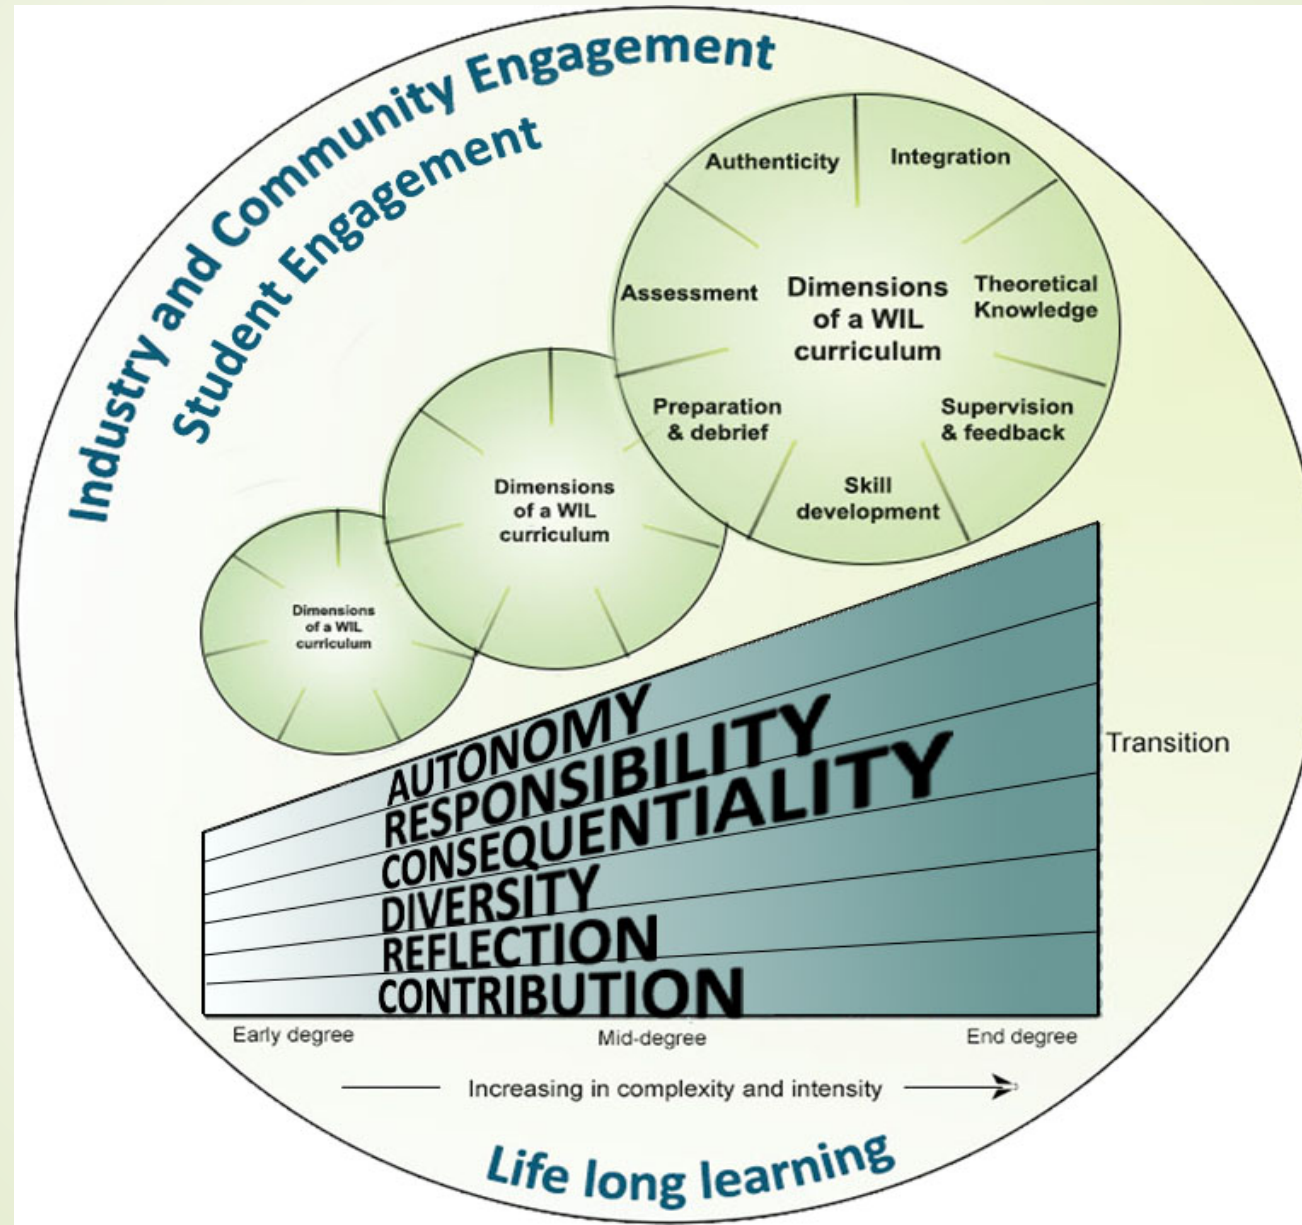 Industry and Community Engagement
Student Engagement
Authenticity
Integration
Assessment
Dimensions
of a WIL
curriculum
Theoretical
Knowledge
Preparation
& debrief
Supervision
& feedback
Skill
development
Dimensions
of a WIL
curriculum
Dimensions
of a WIL
curriculum
AUTONOMY
RESPONSIBILITY
CONSEQUENTIALITY
DIVERSITY
REFLECTION
CONTRIBUTION
Transition
Early degree
Mid-degree
End degree
Increasing in complexity and intensity
Life long learning